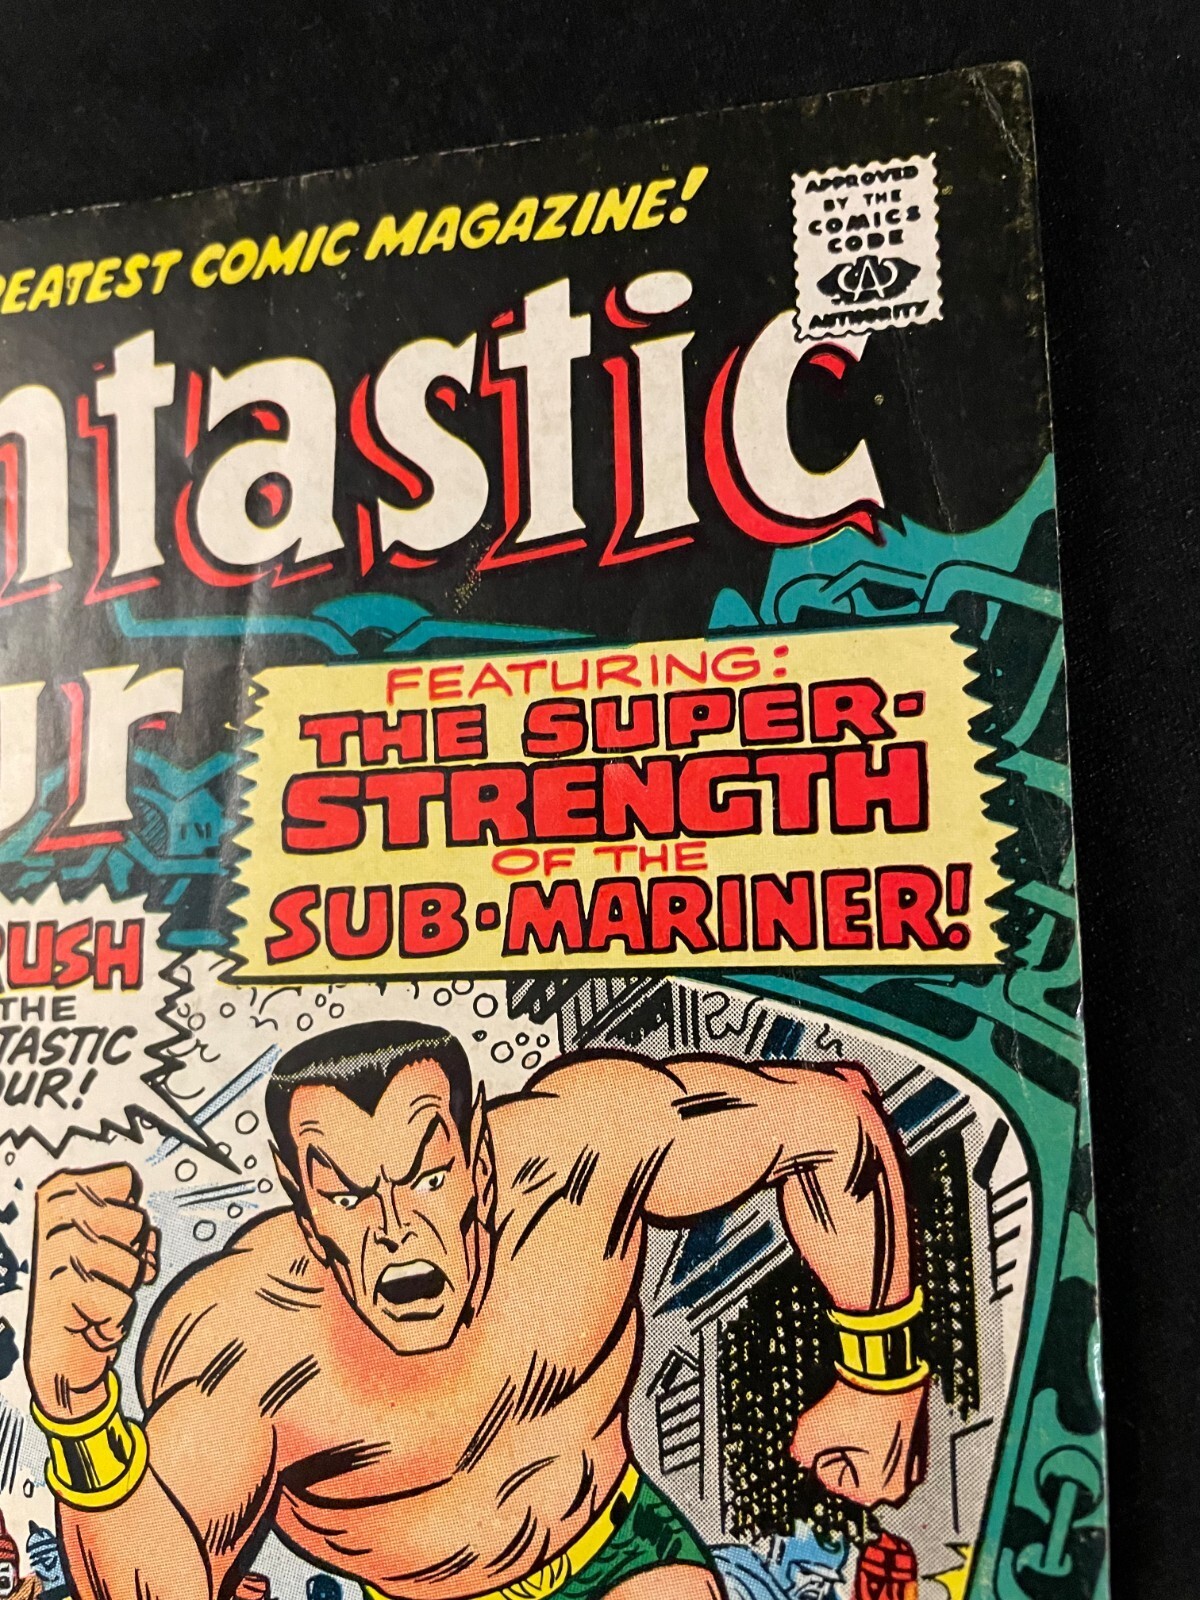 REATEST COMIC MAGAZINE!
APPROVED
BY THE
COMICS
CODE
A
AUTHORITY
ntastic
ur
TM
FEATURING:
THE SUPER-
STRENGTH
OF THE
SUB-MARINER!
RUSH
THE
TASTIC
OUR!